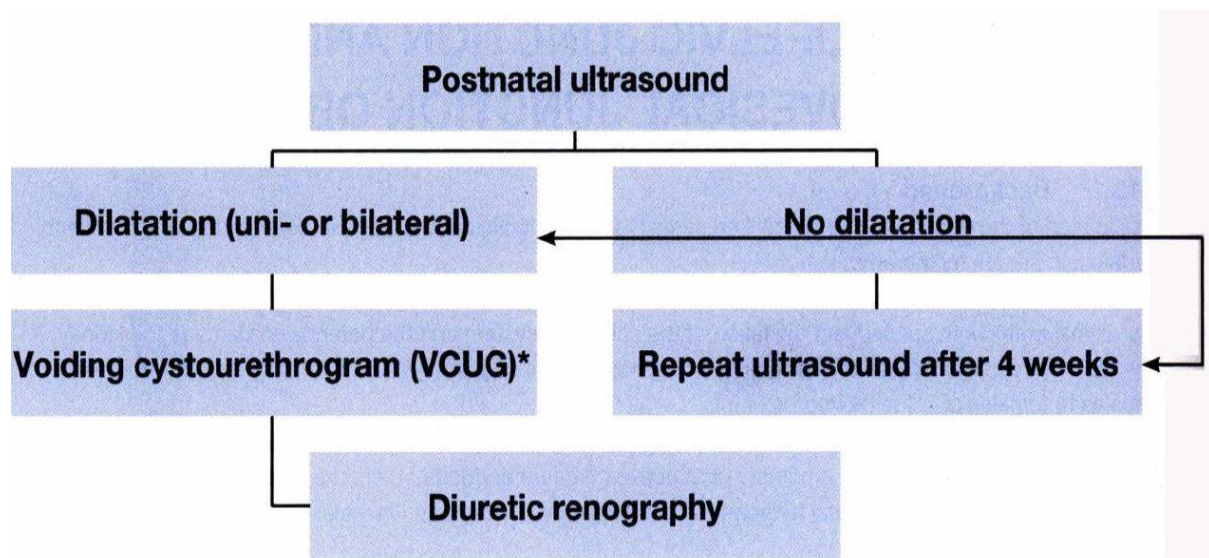 Postnatal ultrasound
Dilatation (uni- or bilateral)
No dilatation
Voiding cystourethrogram (VCUG)*
Repeat ultrasound after 4 weeks
Diuretic renography